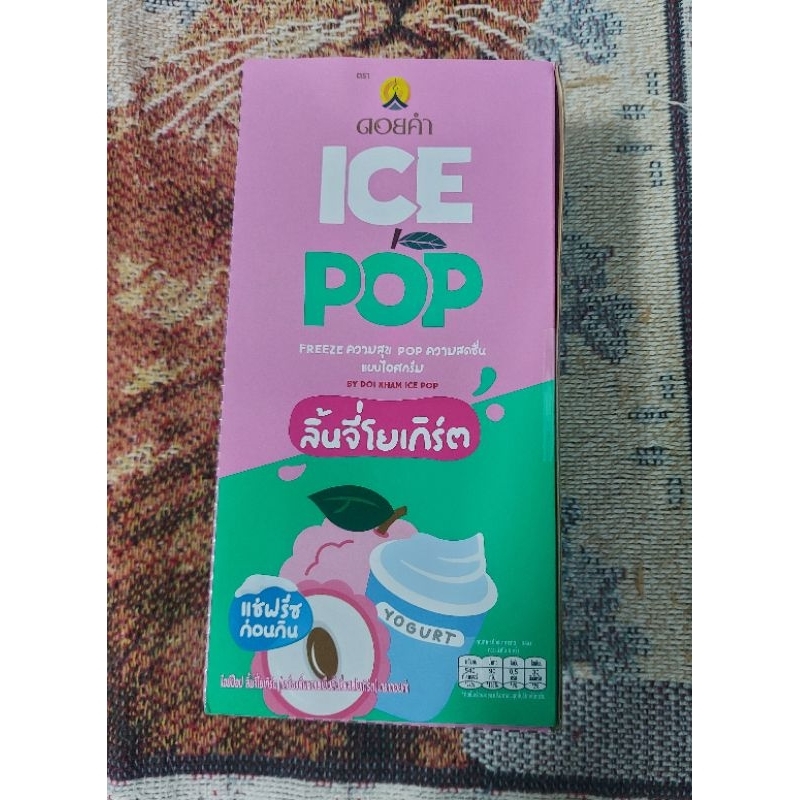 ตรา
ดอยคำ
ICE
POP
FREEZE ความสุข POP ความสดชื่น
แบบไอศกรีม
BY DOI KHAM ICE POP
ลิ้นจี่โยเกิร์ต
YOGURT
แช่ฟรีซ
ก่อนกิน